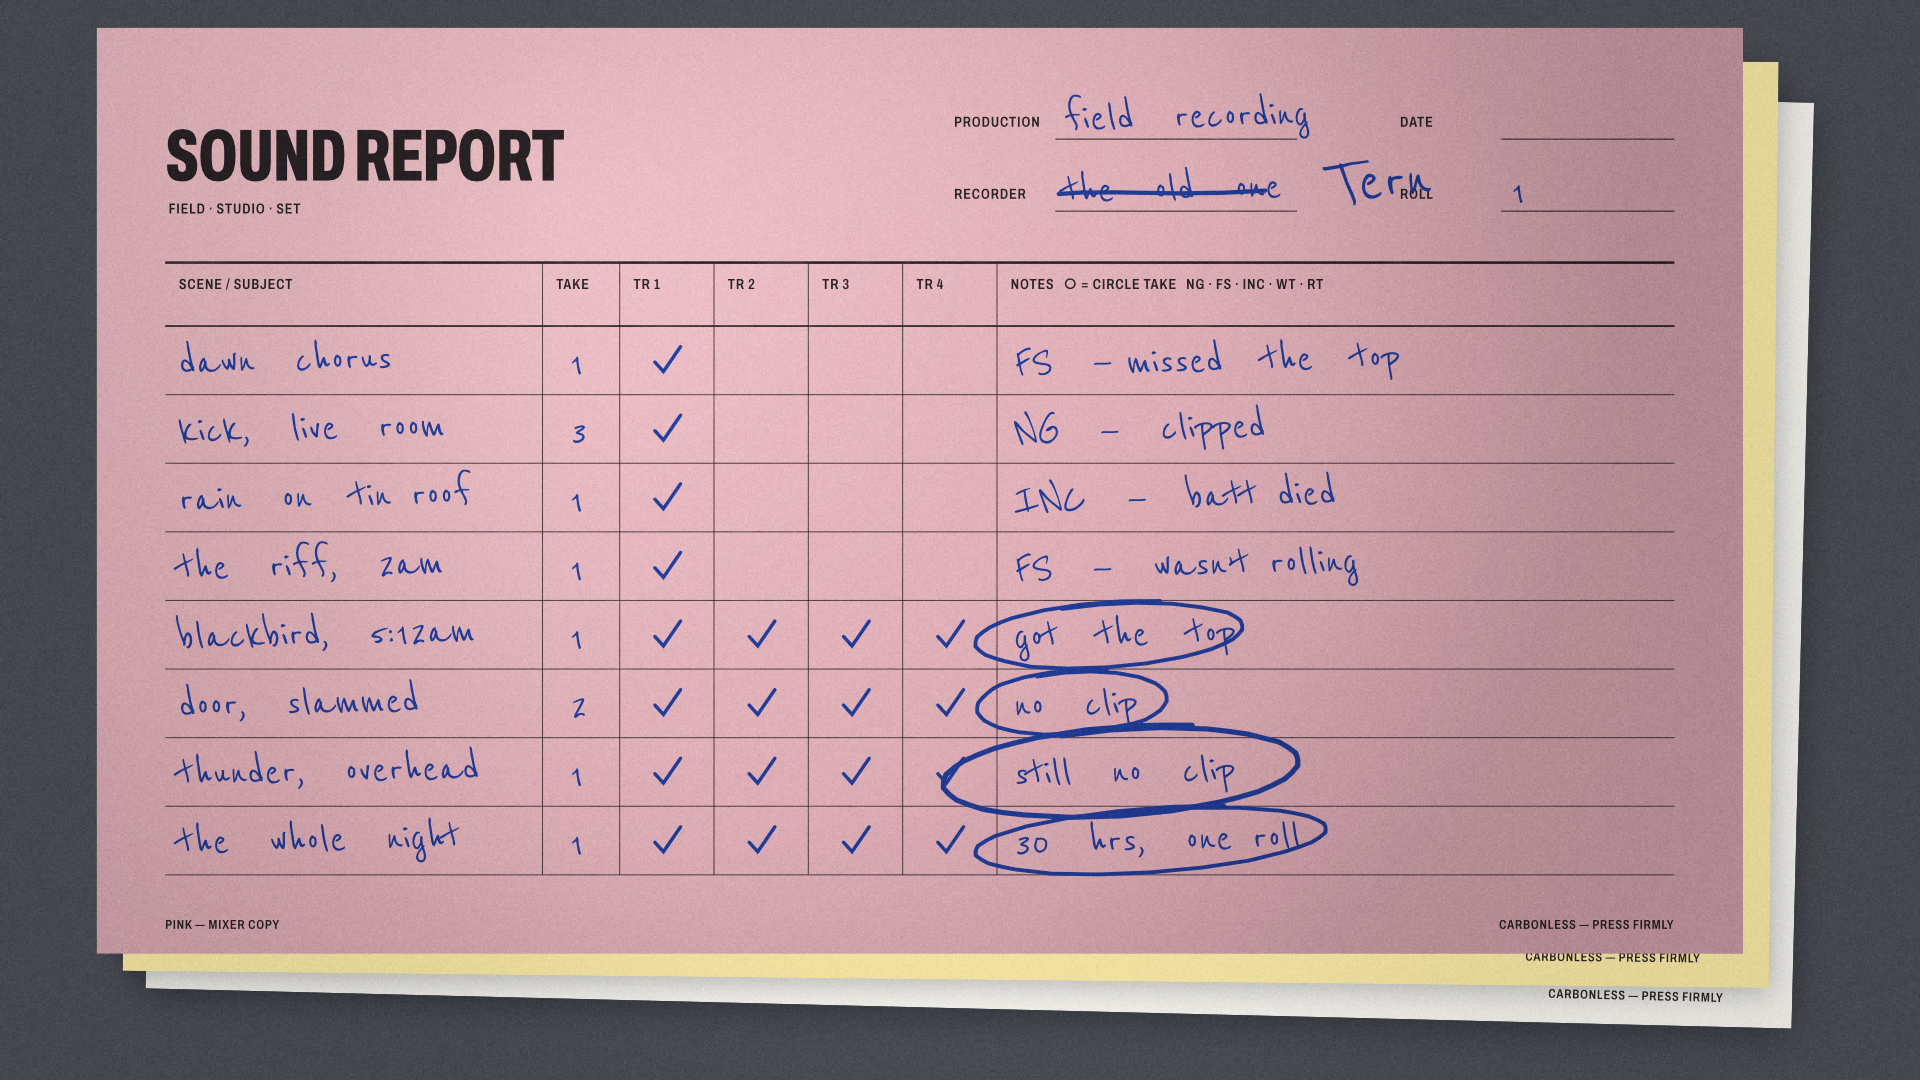 SOUND REPORT
FIELD · STUDIO · SET
PRODUCTION field recording DATE
RECORDER the old one Tern ROLL 1
SCENE / SUBJECT TAKE TR 1 TR 2 TR 3 TR 4 NOTES O = CIRCLE TAKE NG · FS · INC · WT · RT
dawn chorus 1 ✓ FS – missed the top
kick, live room 3 ✓ NG – clipped
rain on tin roof 1 ✓ INC – batt died
the riff, 2am 1 ✓ FS – wasnt rolling
blackbird, 5:12am 1 ✓ ✓ ✓ ✓ got the top
door, slammed 2 ✓ ✓ ✓ ✓ no clip
thunder, overhead 1 ✓ ✓ ✓ ✓ still no clip
the whole night 1 ✓ ✓ ✓ ✓ 30 hrs, one roll
PINK — MIXER COPY CARBONLESS — PRESS FIRMLY
CARBONLESS — PRESS FIRMLY
CARBONLESS — PRESS FIRMLY